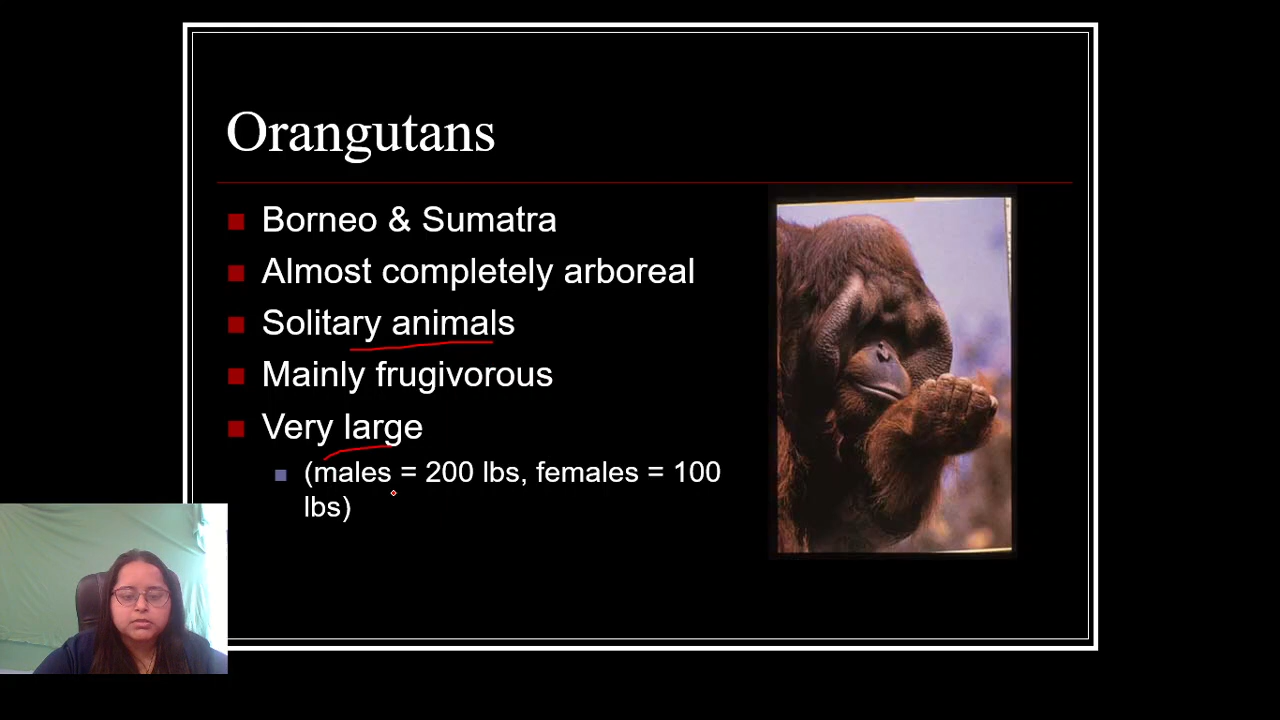 Orangutans
Borneo & Sumatra
Almost completely arboreal
Solitary animals
Mainly frugivorous
Very large
(males = 200 lbs, females = 100
lbs)